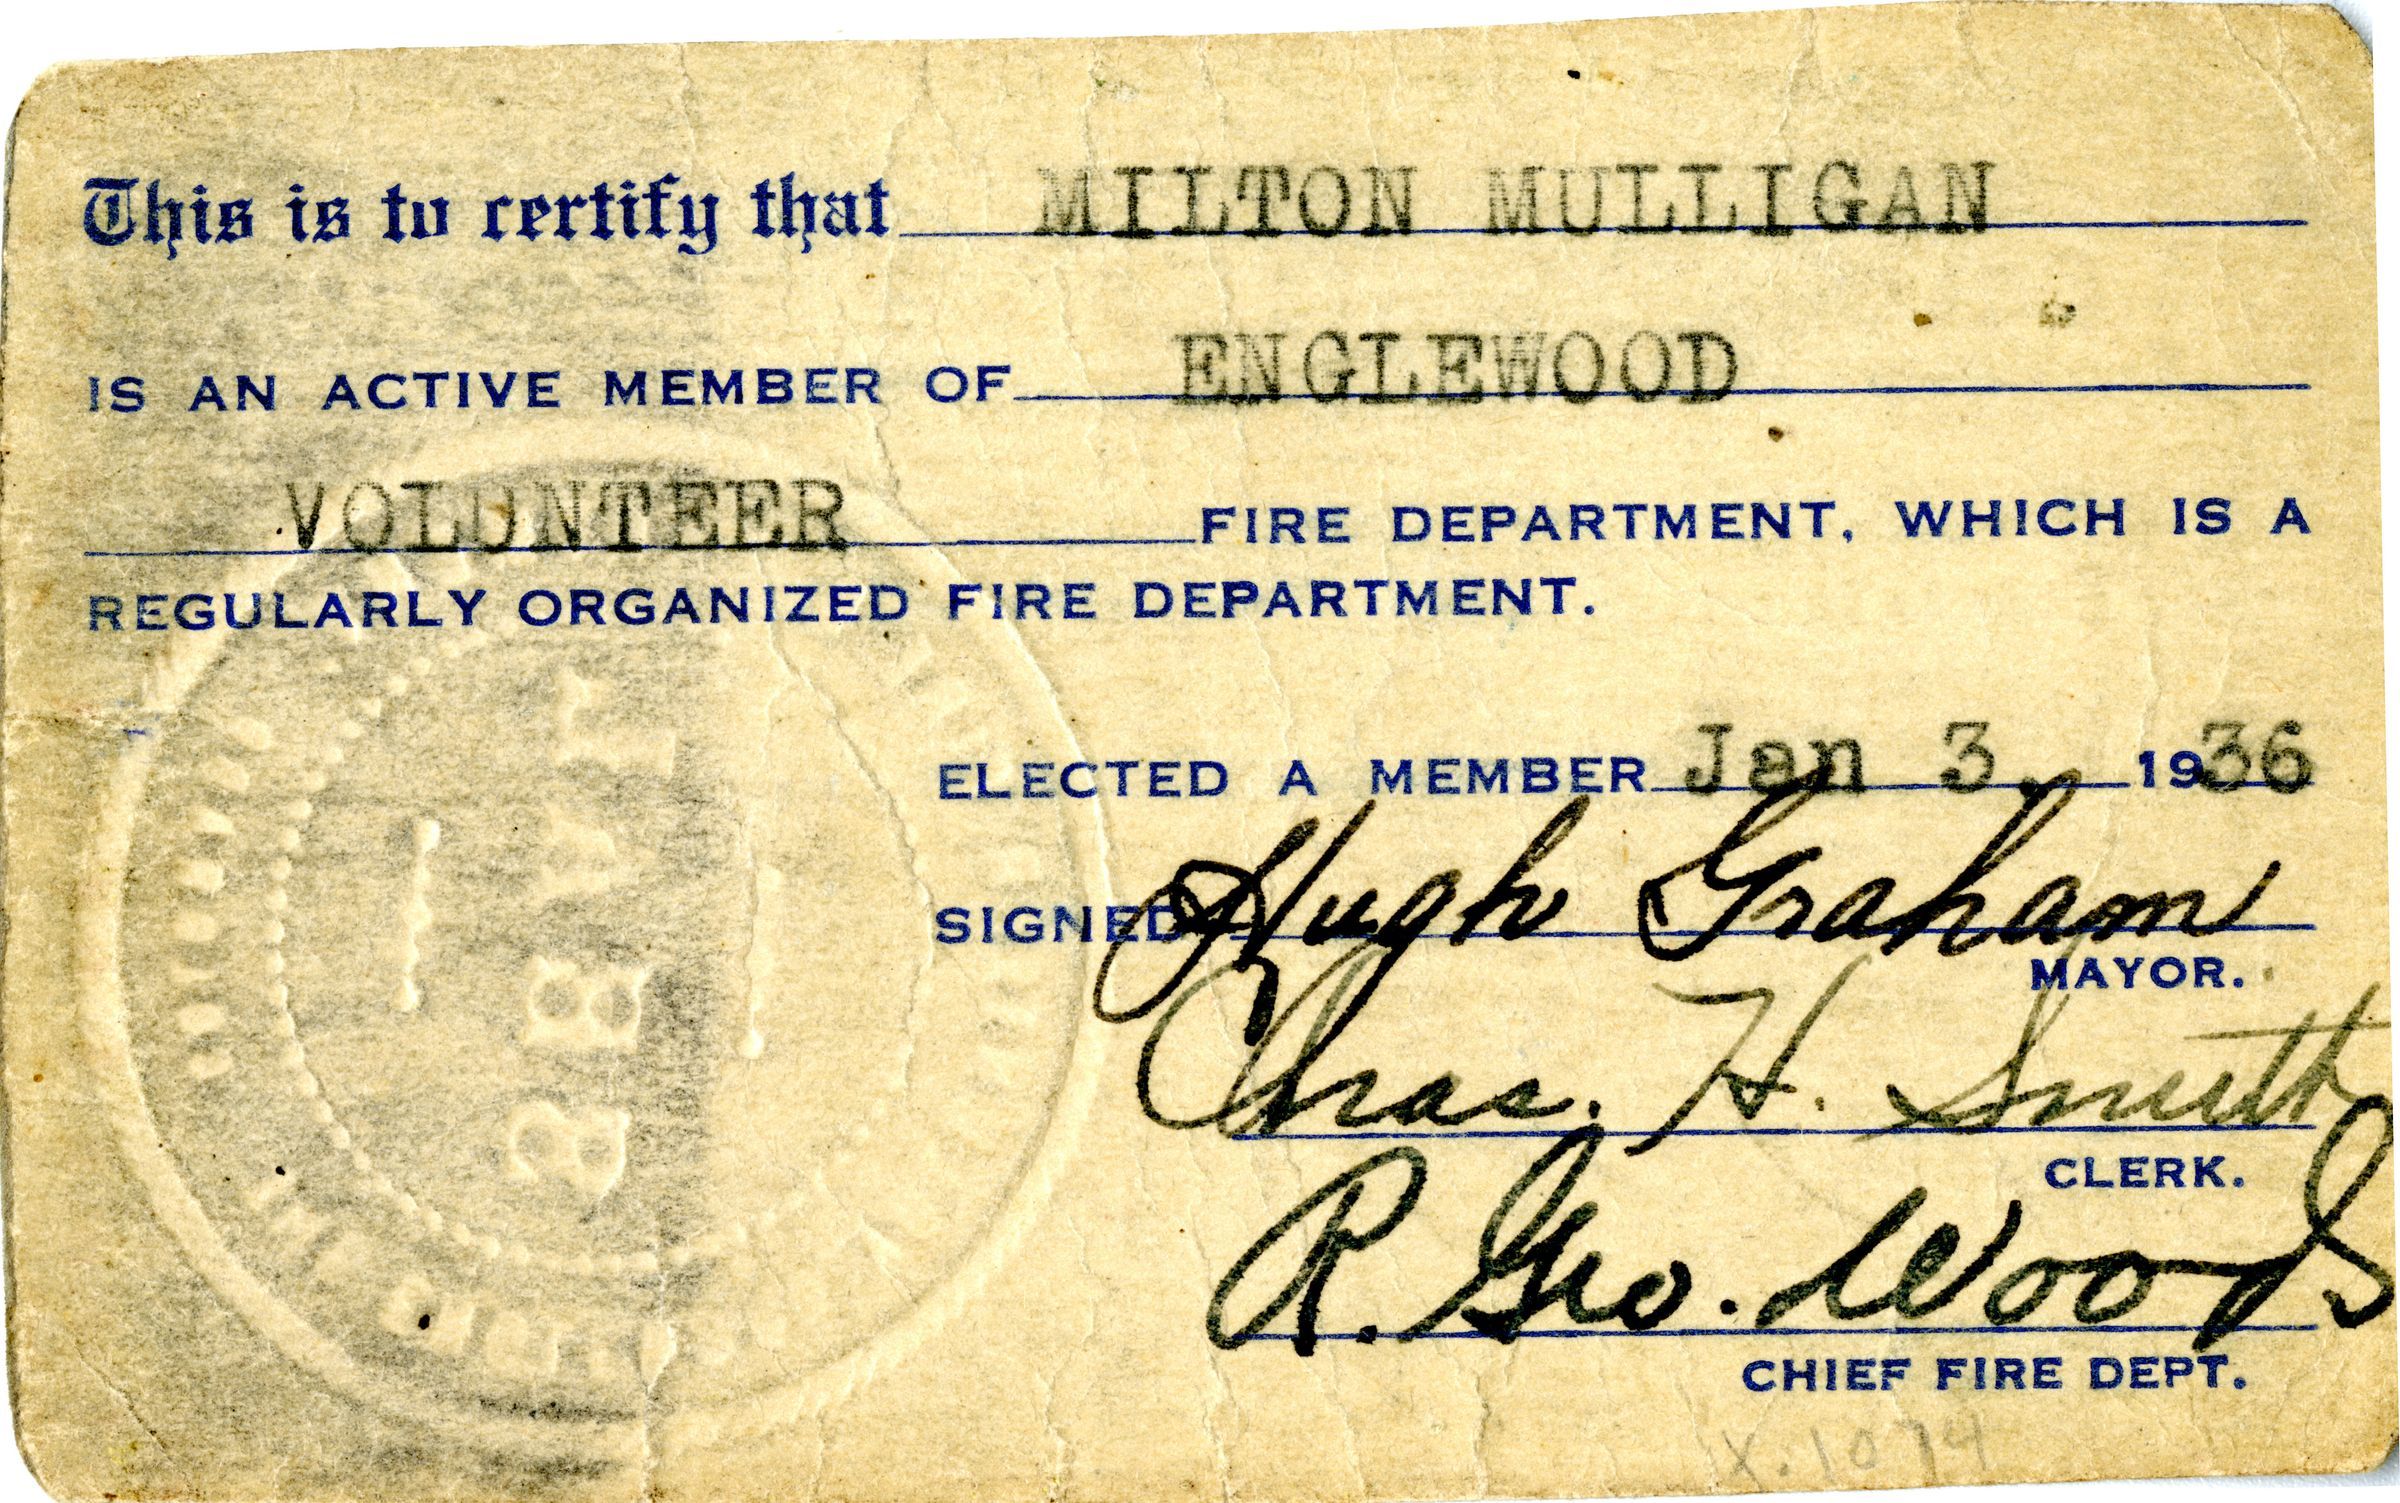 This is to certify that MILTON MULLIGAN
IS AN ACTIVE MEMBER OF ENGLEWOOD
VOLUNTEER FIRE DEPARTMENT, WHICH IS A
REGULARLY ORGANIZED FIRE DEPARTMENT.
ELECTED A MEMBER Jan 3, 1936
SIGNED Hugh Graham
MAYOR.
Chas. H. Smith
CLERK.
R. Geo. Woods
CHIEF FIRE DEPT.
X.1074
SEAL